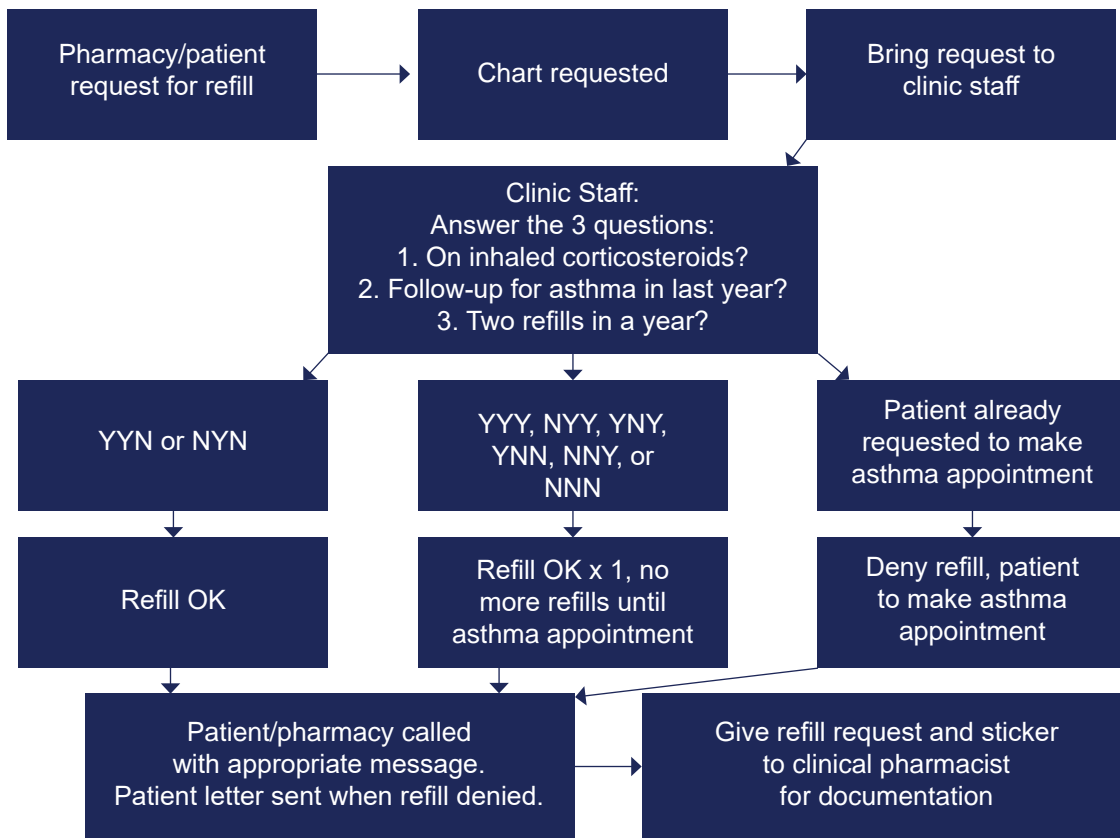 Pharmacy/patient
request for refill
Chart requested
Bring request to
clinic staff
Clinic Staff:
Answer the 3 questions:
1. On inhaled corticosteroids?
2. Follow-up for asthma in last year?
3. Two refills in a year?
YYN or NYN
YYY, NYY, YNY,
YNN, NNY, or
NNN
Patient already
requested to make
asthma appointment
Refill OK
Refill OK x 1, no
more refills until
asthma appointment
Deny refill, patient
to make asthma
appointment
Patient/pharmacy called
with appropriate message.
Patient letter sent when refill denied.
Give refill request and sticker
to clinical pharmacist
for documentation